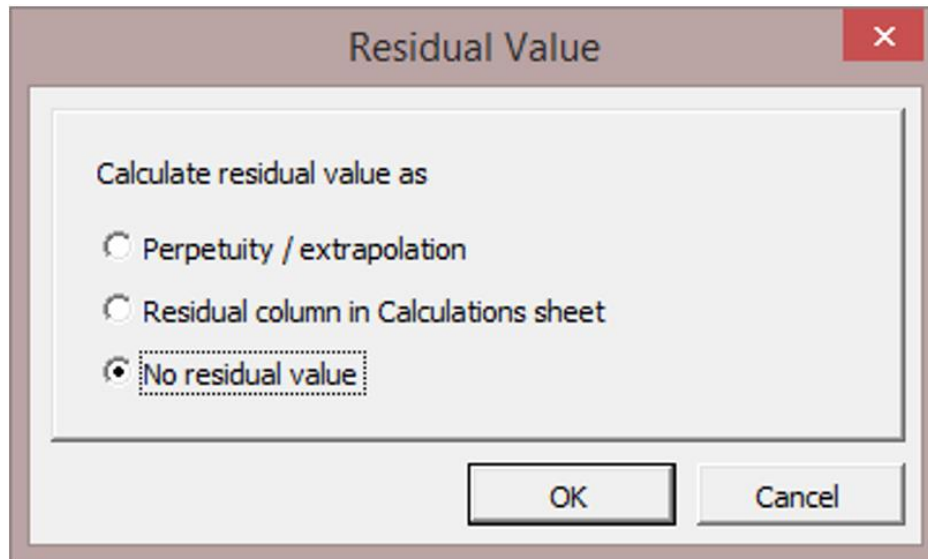 Residual Value
Calculate residual value as
Perpetuity / extrapolation
Residual column in Calculations sheet
No residual value
OK
Cancel